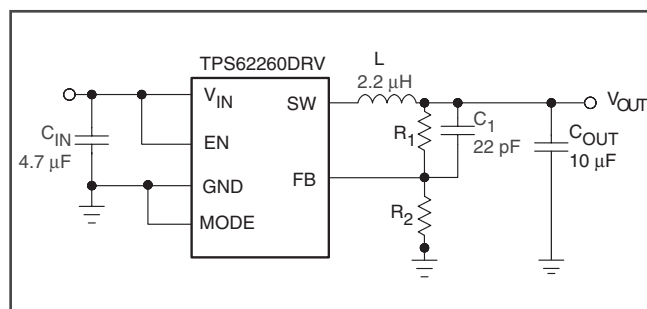 TPS62260DRV
L
2.2 µH
V_IN
SW
V_OUT
C_IN
4.7 µF
EN
R_1
C_1
22 pF
C_OUT
10 µF
GND
FB
MODE
R_2